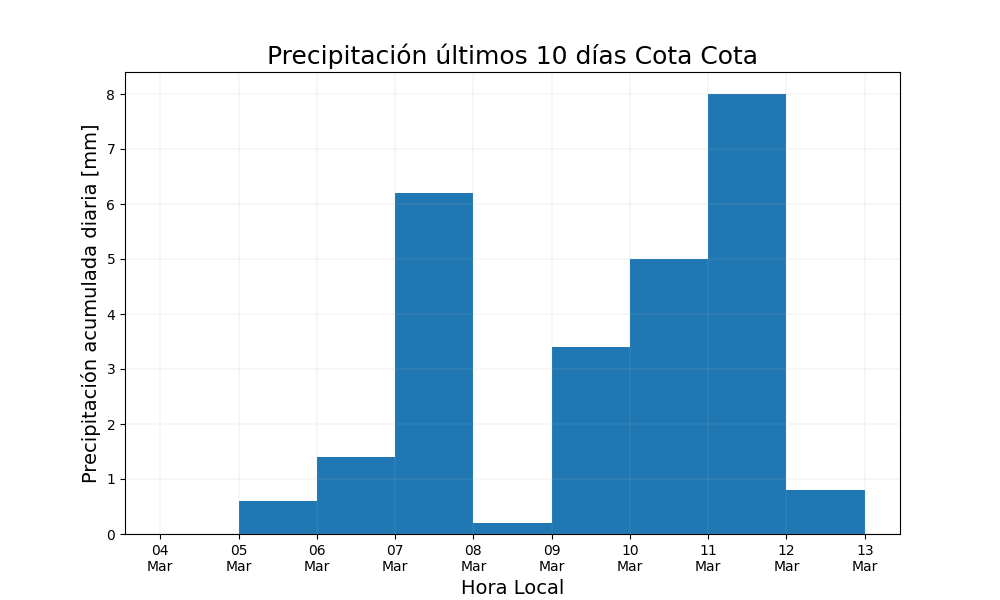 Precipitación últimos 10 días Cota Cota
Precipitación acumulada diaria [mm]
8
7
6
5
4
3
2
1
0
04 05 06 07 08 09 10 11 12 13
Mar Mar Mar Mar Mar Mar Mar Mar Mar Mar
Hora Local